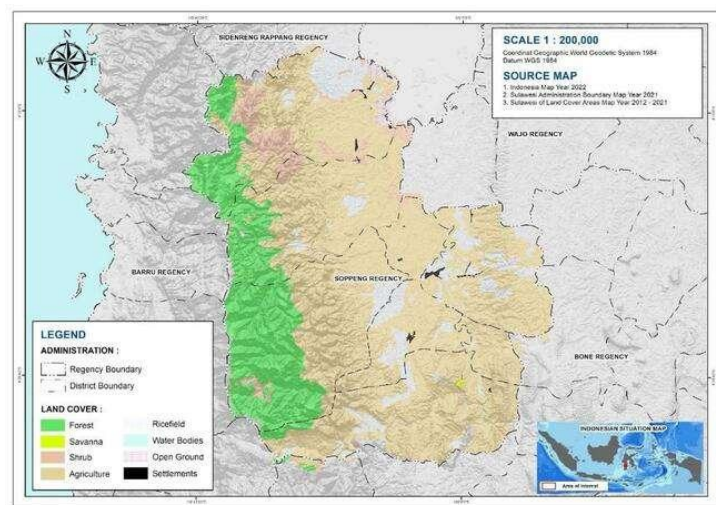 SIDENRENG RAPPANG REGENCY
N
W E
S
SCALE 1 : 200,000
Coordinat Geographic World Geodetic System 1984
Datum WGS 1984
SOURCE MAP
1. Indonesia Map Year 2022
2. Sulawesi Administration Boundary Map Year 2021
3. Sulawesi of Land Cover Areas Map Year 2012 - 2021
WAJO REGENCY
BARRU REGENCY
SOPPENG REGENCY
BONE REGENCY
LEGEND
ADMINISTRATION :
Regency Boundary
District Boundary
LAND COVER :
Forest
Savanna
Shrub
Agriculture
Ricefield
Water Bodies
Open Ground
Settlements
INDONESIAN SITUATION MAP
Area of Interest